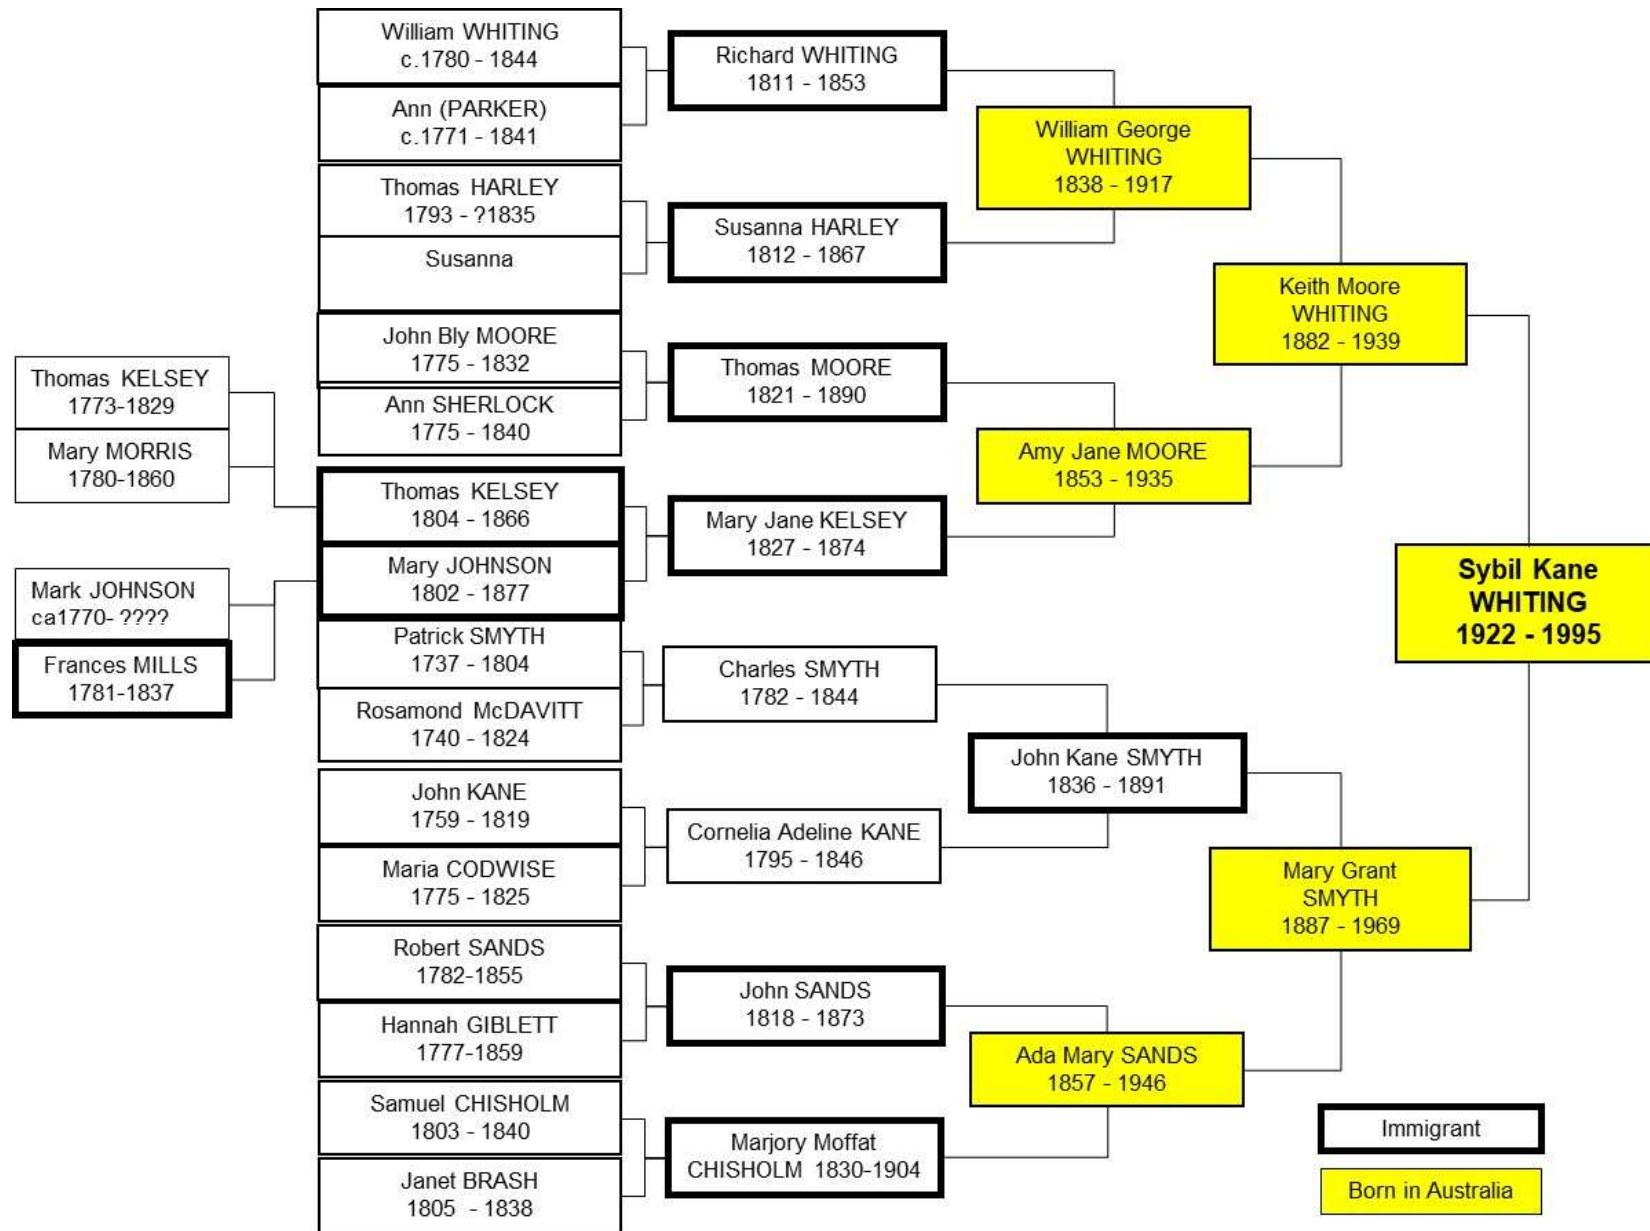 Thomas KELSEY
1773-1829
Mary MORRIS
1780-1860
Mark JOHNSON
ca1770- ????
Frances MILLS
1781-1837
William WHITING
c.1780 - 1844
Ann (PARKER)
c.1771 - 1841
Thomas HARLEY
1793 - ?1835
Susanna
John Bly MOORE
1775 - 1832
Ann SHERLOCK
1775 - 1840
Thomas KELSEY
1804 - 1866
Mary JOHNSON
1802 - 1877
Patrick SMYTH
1737 - 1804
Rosamond McDAVITT
1740 - 1824
John KANE
1759 - 1819
Maria CODWISE
1775 - 1825
Robert SANDS
1782-1855
Hannah GIBLETT
1777-1859
Samuel CHISHOLM
1803 - 1840
Janet BRASH
1805 - 1838
Richard WHITING
1811 - 1853
Susanna HARLEY
1812 - 1867
Thomas MOORE
1821 - 1890
Mary Jane KELSEY
1827 - 1874
Charles SMYTH
1782 - 1844
Cornelia Adeline KANE
1795 - 1846
John SANDS
1818 - 1873
Marjory Moffat
CHISHOLM 1830-1904
William George
WHITING
1838 - 1917
Amy Jane MOORE
1853 - 1935
John Kane SMYTH
1836 - 1891
Ada Mary SANDS
1857 - 1946
Keith Moore
WHITING
1882 - 1939
Mary Grant
SMYTH
1887 - 1969
Sybil Kane
WHITING
1922 - 1995
Immigrant
Born in Australia